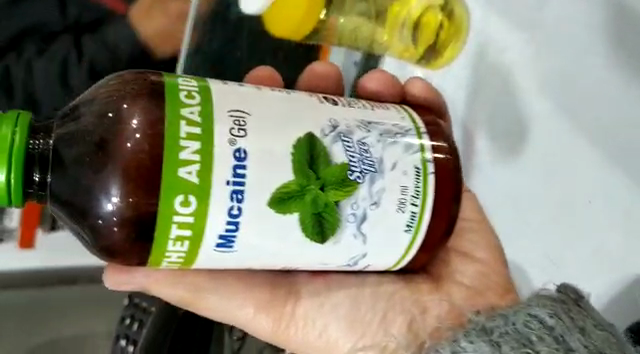 THETIC ANTACID
(Mucaine® Gel)
Sugar
free
200 ml
Mint Flavour